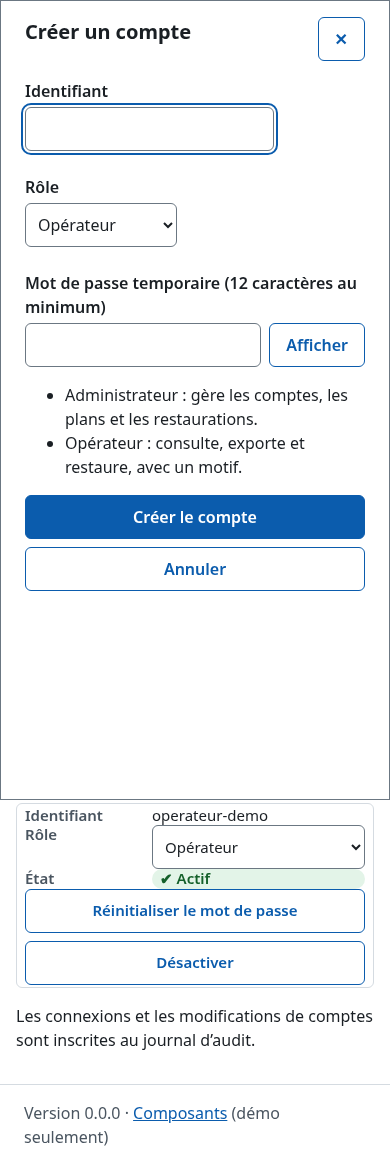 Créer un compte
✕
Identifiant
Rôle
Opérateur
Mot de passe temporaire (12 caractères au
minimum)
Afficher
• Administrateur : gère les comptes, les
plans et les restaurations.
• Opérateur : consulte, exporte et
restaure, avec un motif.
Créer le compte
Annuler
Identifiant operateur-demo
Rôle Opérateur
État ✔ Actif
Réinitialiser le mot de passe
Désactiver
Les connexions et les modifications de comptes
sont inscrites au journal d’audit.
Version 0.0.0 · Composants (démo
seulement)